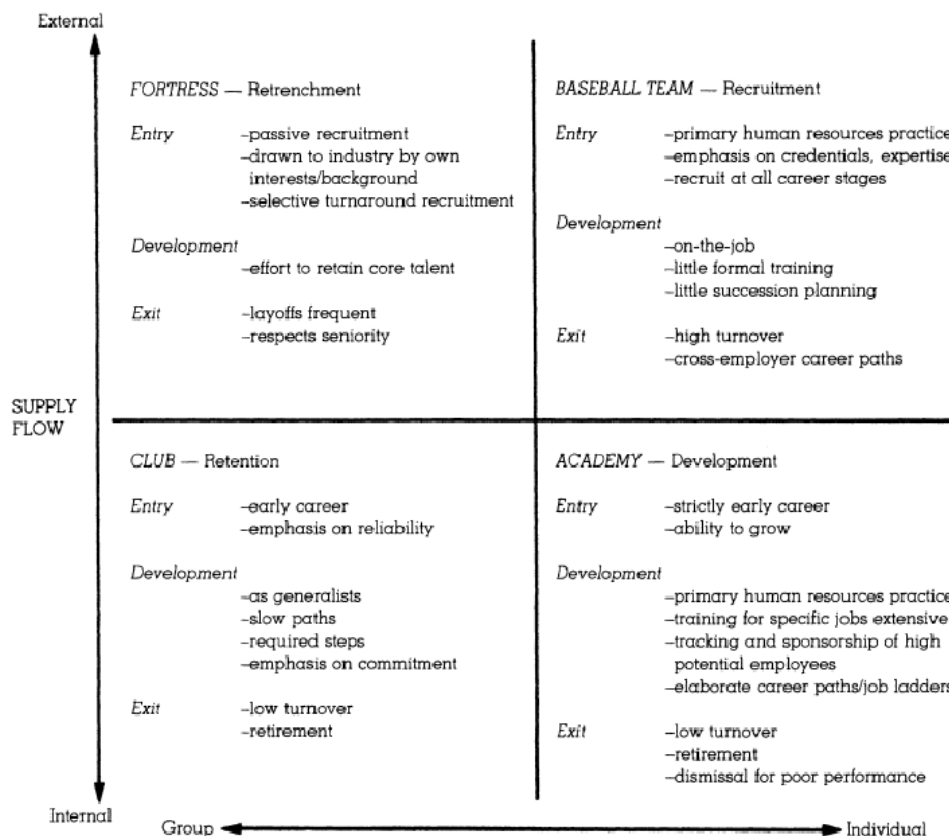 External
FORTRESS — Retrenchment
Entry –passive recruitment
–drawn to industry by own
interests/background
–selective turnaround recruitment
Development
–effort to retain core talent
Exit –layoffs frequent
–respects seniority
BASEBALL TEAM — Recruitment
Entry –primary human resources practice
–emphasis on credentials, expertise
–recruit at all career stages
Development
–on-the-job
–little formal training
–little succession planning
Exit –high turnover
–cross-employer career paths
SUPPLY
FLOW
CLUB — Retention
Entry –early career
–emphasis on reliability
Development
–as generalists
–slow paths
–required steps
–emphasis on commitment
Exit –low turnover
–retirement
ACADEMY — Development
Entry –strictly early career
–ability to grow
Development
–primary human resources practice
–training for specific jobs extensive
–tracking and sponsorship of high
potential employees
–elaborate career paths/job ladders
Exit –low turnover
–retirement
–dismissal for poor performance
Internal
Group
Individual